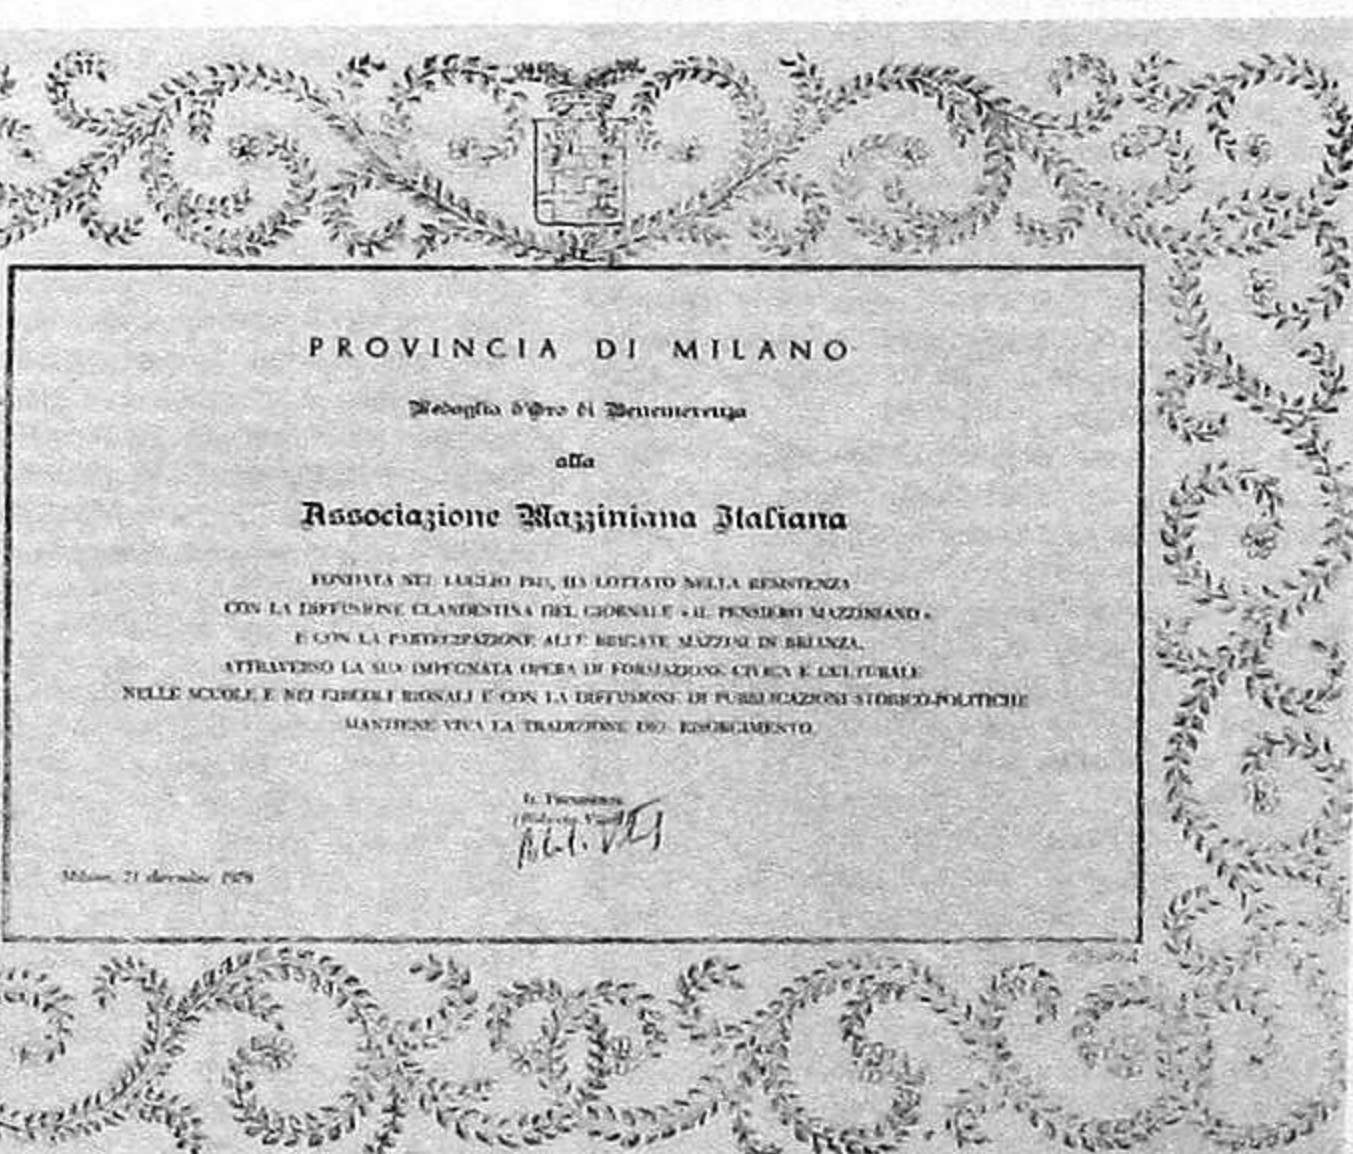 PROVINCIA DI MILANO
Medaglia d'Oro di Benemerenza
alla
Associazione Mazziniana Italiana
FONDATA NEL LUGLIO 1943, HA LOTTATO NELLA RESISTENZA
CON LA DIFFUSIONE CLANDESTINA DEL GIORNALE « IL PENSIERO MAZZINIANO »
E CON LA PARTECIPAZIONE ALLE BRIGATE MAZZINI IN BRIANZA.
ATTRAVERSO LA SUA IMPEGNATA OPERA DI FORMAZIONE CIVICA E CULTURALE
NELLE SCUOLE E NEI CIRCOLI RIONALI E CON LA DIFFUSIONE DI PUBBLICAZIONI STORICO-POLITICHE
MANTIENE VIVA LA TRADIZIONE DEL RISORGIMENTO.
IL PRESIDENTE
(Roberto
Milano, 21 dicembre 1978